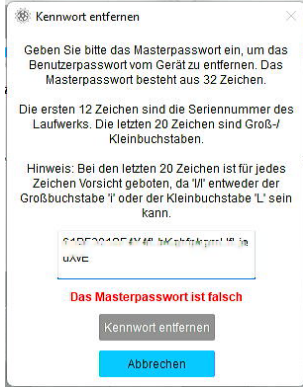 Kennwort entfernen
Geben Sie bitte das Masterpasswort ein, um das
Benutzerpasswort vom Gerät zu entfernen. Das
Masterpasswort besteht aus 32 Zeichen.
Die ersten 12 Zeichen sind die Seriennummer des
Laufwerks. Die letzten 20 Zeichen sind Groß-/
Kleinbuchstaben.
Hinweis: Bei den letzten 20 Zeichen ist für jedes
Zeichen Vorsicht geboten, da 'I/l' entweder der
Großbuchstabe 'i' oder der Kleinbuchstabe 'L' sein
kann.
Das Masterpasswort ist falsch
Kennwort entfernen
Abbrechen